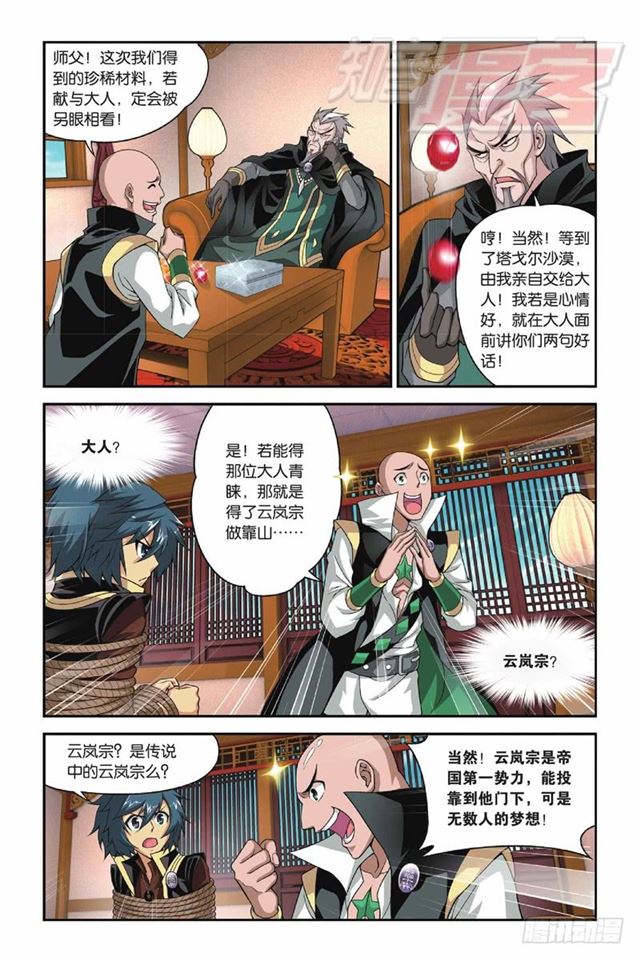 师父！这次我们得
到的珍稀材料，若
献与大人，定会被
另眼相看！
知音漫客
哼！当然！等到
了塔戈尔沙漠，
由我亲自交给大
人！我若是心情
好，就在大人面
前讲你们两句好
话！
大人？
是！若能得
那位大人青
睐，那就是
得了云岚宗
做靠山……
云岚宗？
云岚宗？是传说
中的云岚宗么？
当然！云岚宗是帝
国第一势力，能投
靠到他门下，可是
无数人的梦想！
腾讯动漫